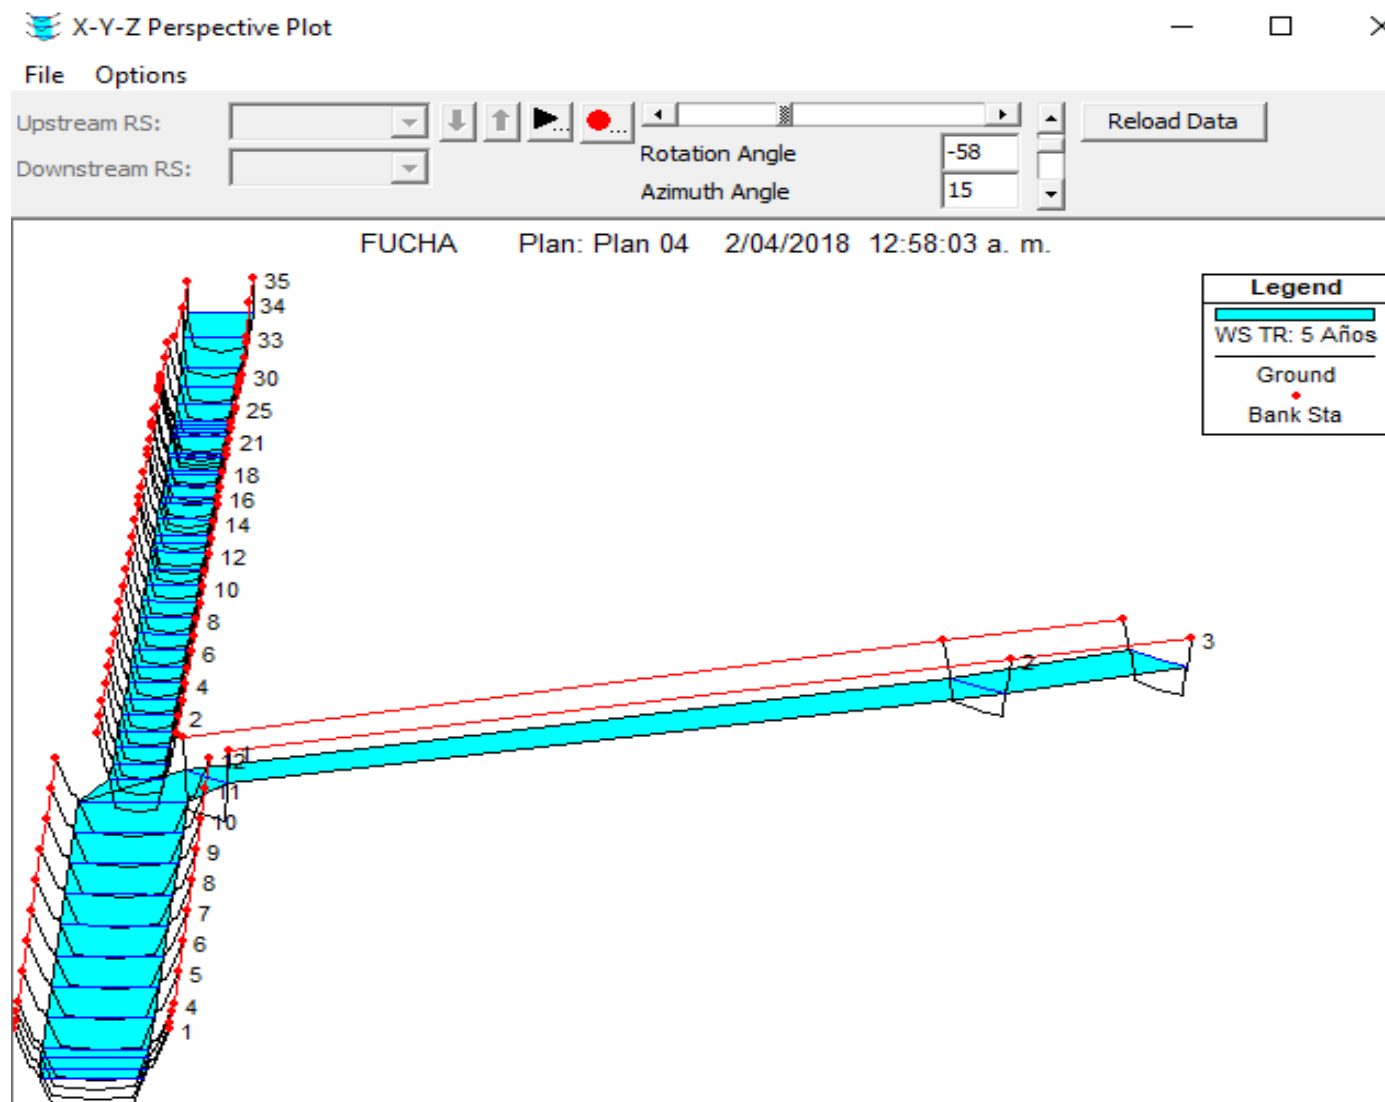 X-Y-Z Perspective Plot
File Options
Upstream RS:
Downstream RS:
Rotation Angle -58
Azimuth Angle 15
Reload Data
FUCHA Plan: Plan 04 2/04/2018 12:58:03 a. m.
Legend
WS TR: 5 Años
Ground
Bank Sta
35
34
33
30
25
21
18
16
14
12
10
8
6
4
2
3
2
1
12
11
10
9
8
7
6
5
4
1